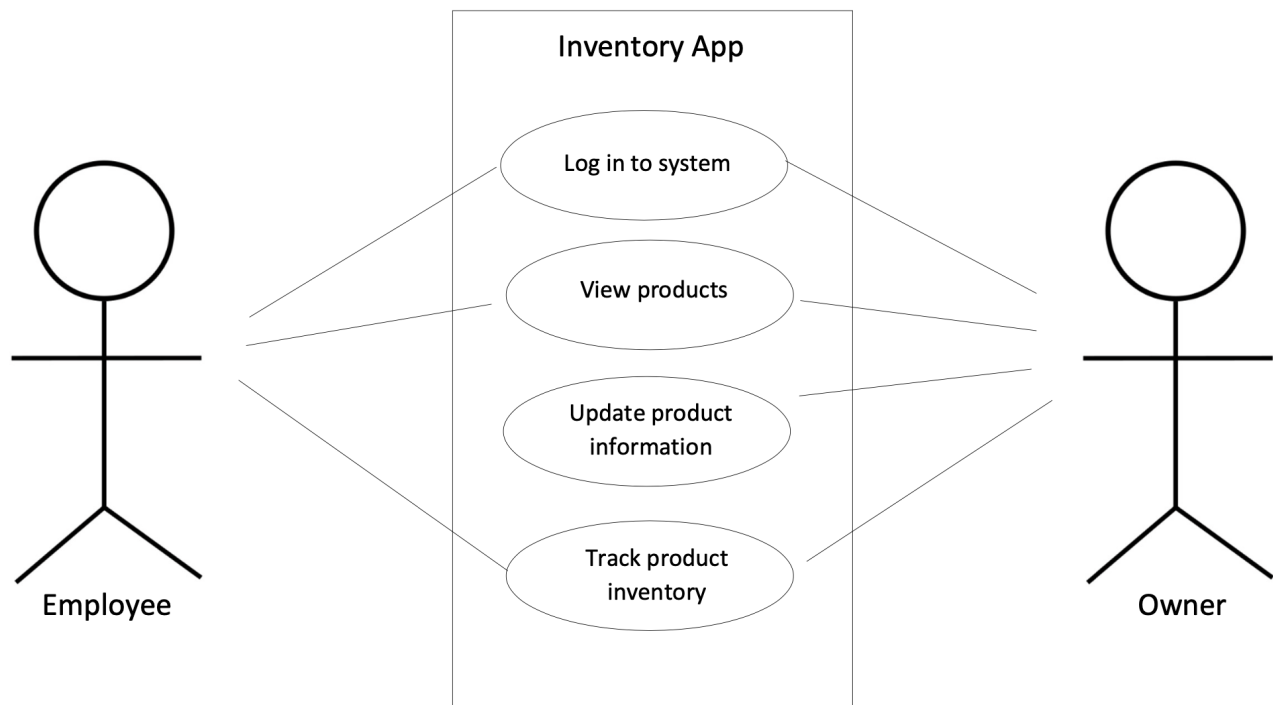 Inventory App
Log in to system
View products
Update product
information
Track product
inventory
Employee
Owner